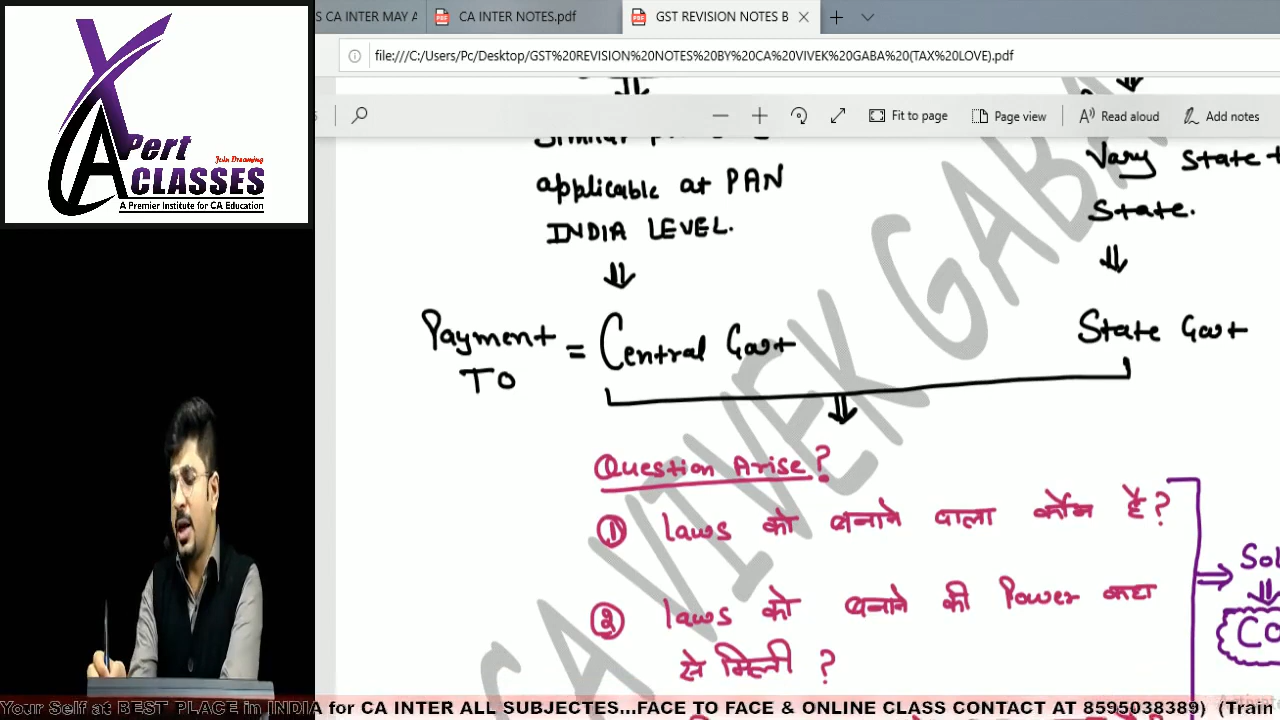 S CA INTER MAY A
CA INTER NOTES.pdf
GST REVISION NOTES B
file:///C:/Users/Pc/Desktop/GST%20REVISION%20NOTES%20BY%20CA%20VIVEK%20GABA%20(TAX%20LOVE).pdf
Fit to page
Page view
Read aloud
Add notes
XPert
Join Dreaming
CA CLASSES
A Premier Institute for CA Education
Similar
applicable at PAN
INDIA LEVEL.
Vary State t
State.
Payment
TO
= Central Govt
State Govt
Question Arise?
① laws को बनाने वाला कौन है?
② laws को बनाने की Power कहा
से मिली ?
Sol
Co
CA VIVEK GABA
Your Self at BEST PLACE in INDIA for CA INTER ALL SUBJECTES...FACE TO FACE & ONLINE CLASS CONTACT AT 8595038389) (Train